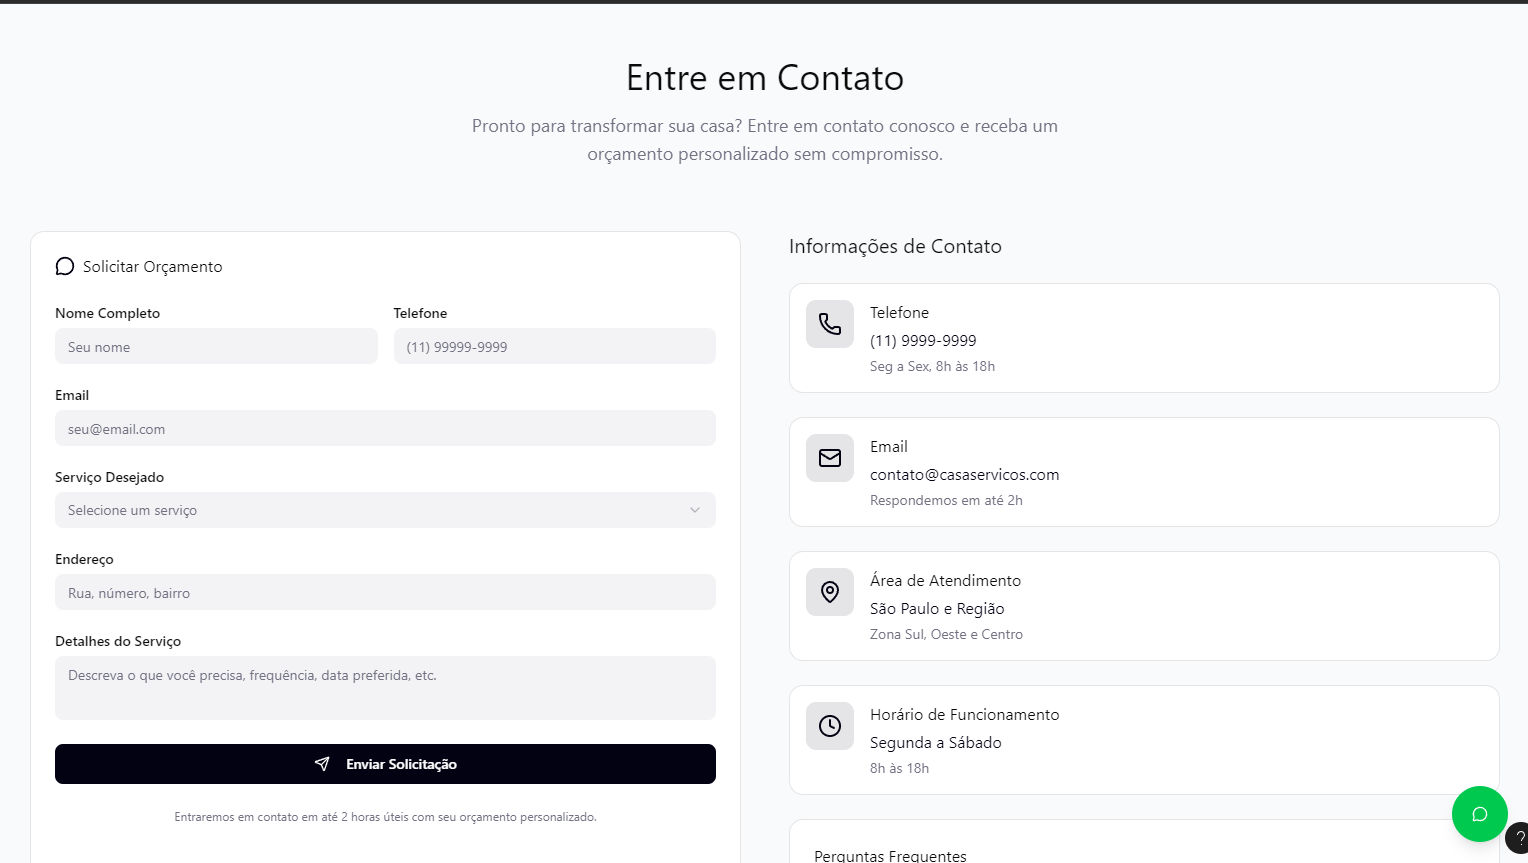 Entre em Contato
Pronto para transformar sua casa? Entre em contato conosco e receba um
orçamento personalizado sem compromisso.
Solicitar Orçamento
Nome Completo
Seu nome
Telefone
(11) 99999-9999
Email
seu@email.com
Serviço Desejado
Selecione um serviço
Endereço
Rua, número, bairro
Detalhes do Serviço
Descreva o que você precisa, frequência, data preferida, etc.
Enviar Solicitação
Entraremos em contato em até 2 horas úteis com seu orçamento personalizado.
Informações de Contato
Telefone
(11) 9999-9999
Seg a Sex, 8h às 18h
Email
contato@casaservicos.com
Respondemos em até 2h
Área de Atendimento
São Paulo e Região
Zona Sul, Oeste e Centro
Horário de Funcionamento
Segunda a Sábado
8h às 18h
Perguntas Frequentes
?